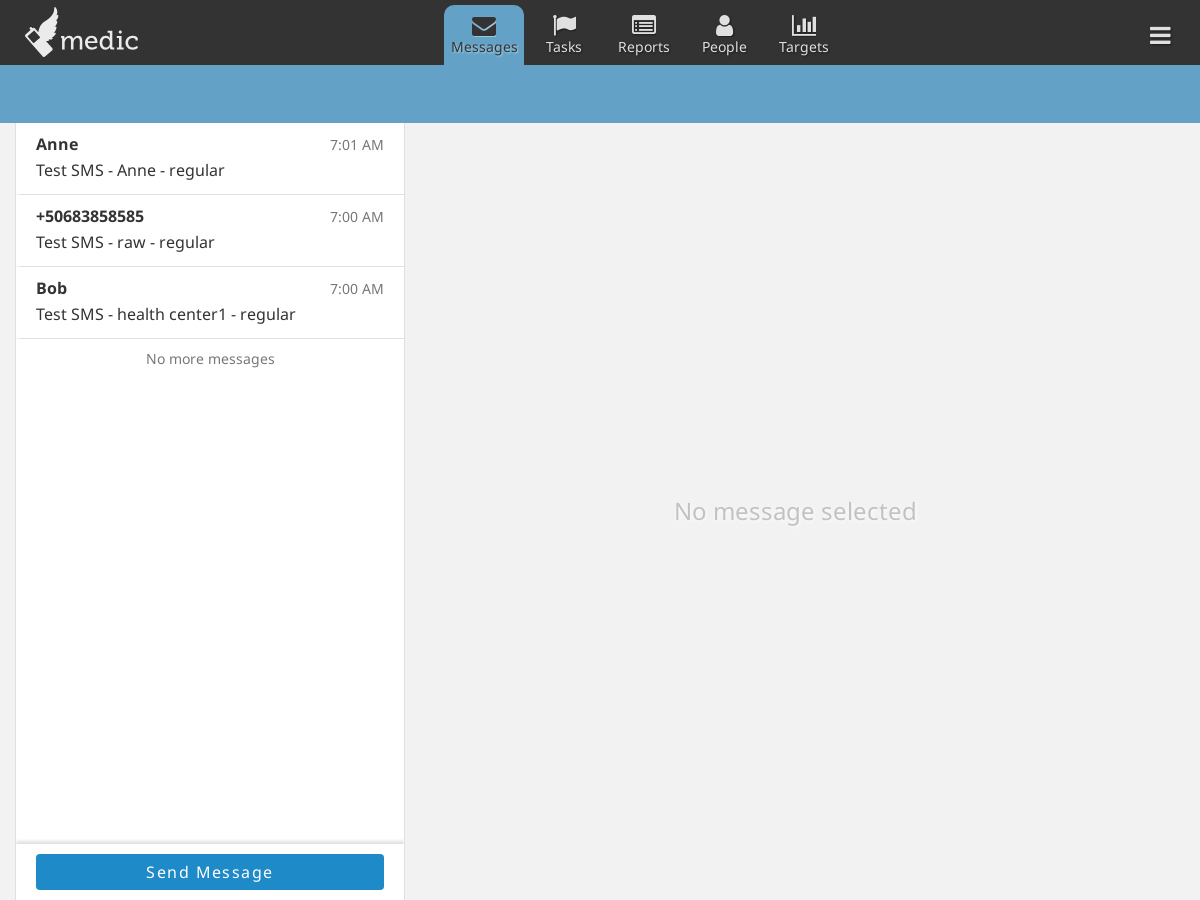 medic
Messages
Tasks
Reports
People
Targets
Anne
7:01 AM
Test SMS - Anne - regular
+50683858585
7:00 AM
Test SMS - raw - regular
Bob
7:00 AM
Test SMS - health center1 - regular
No more messages
No message selected
Send Message